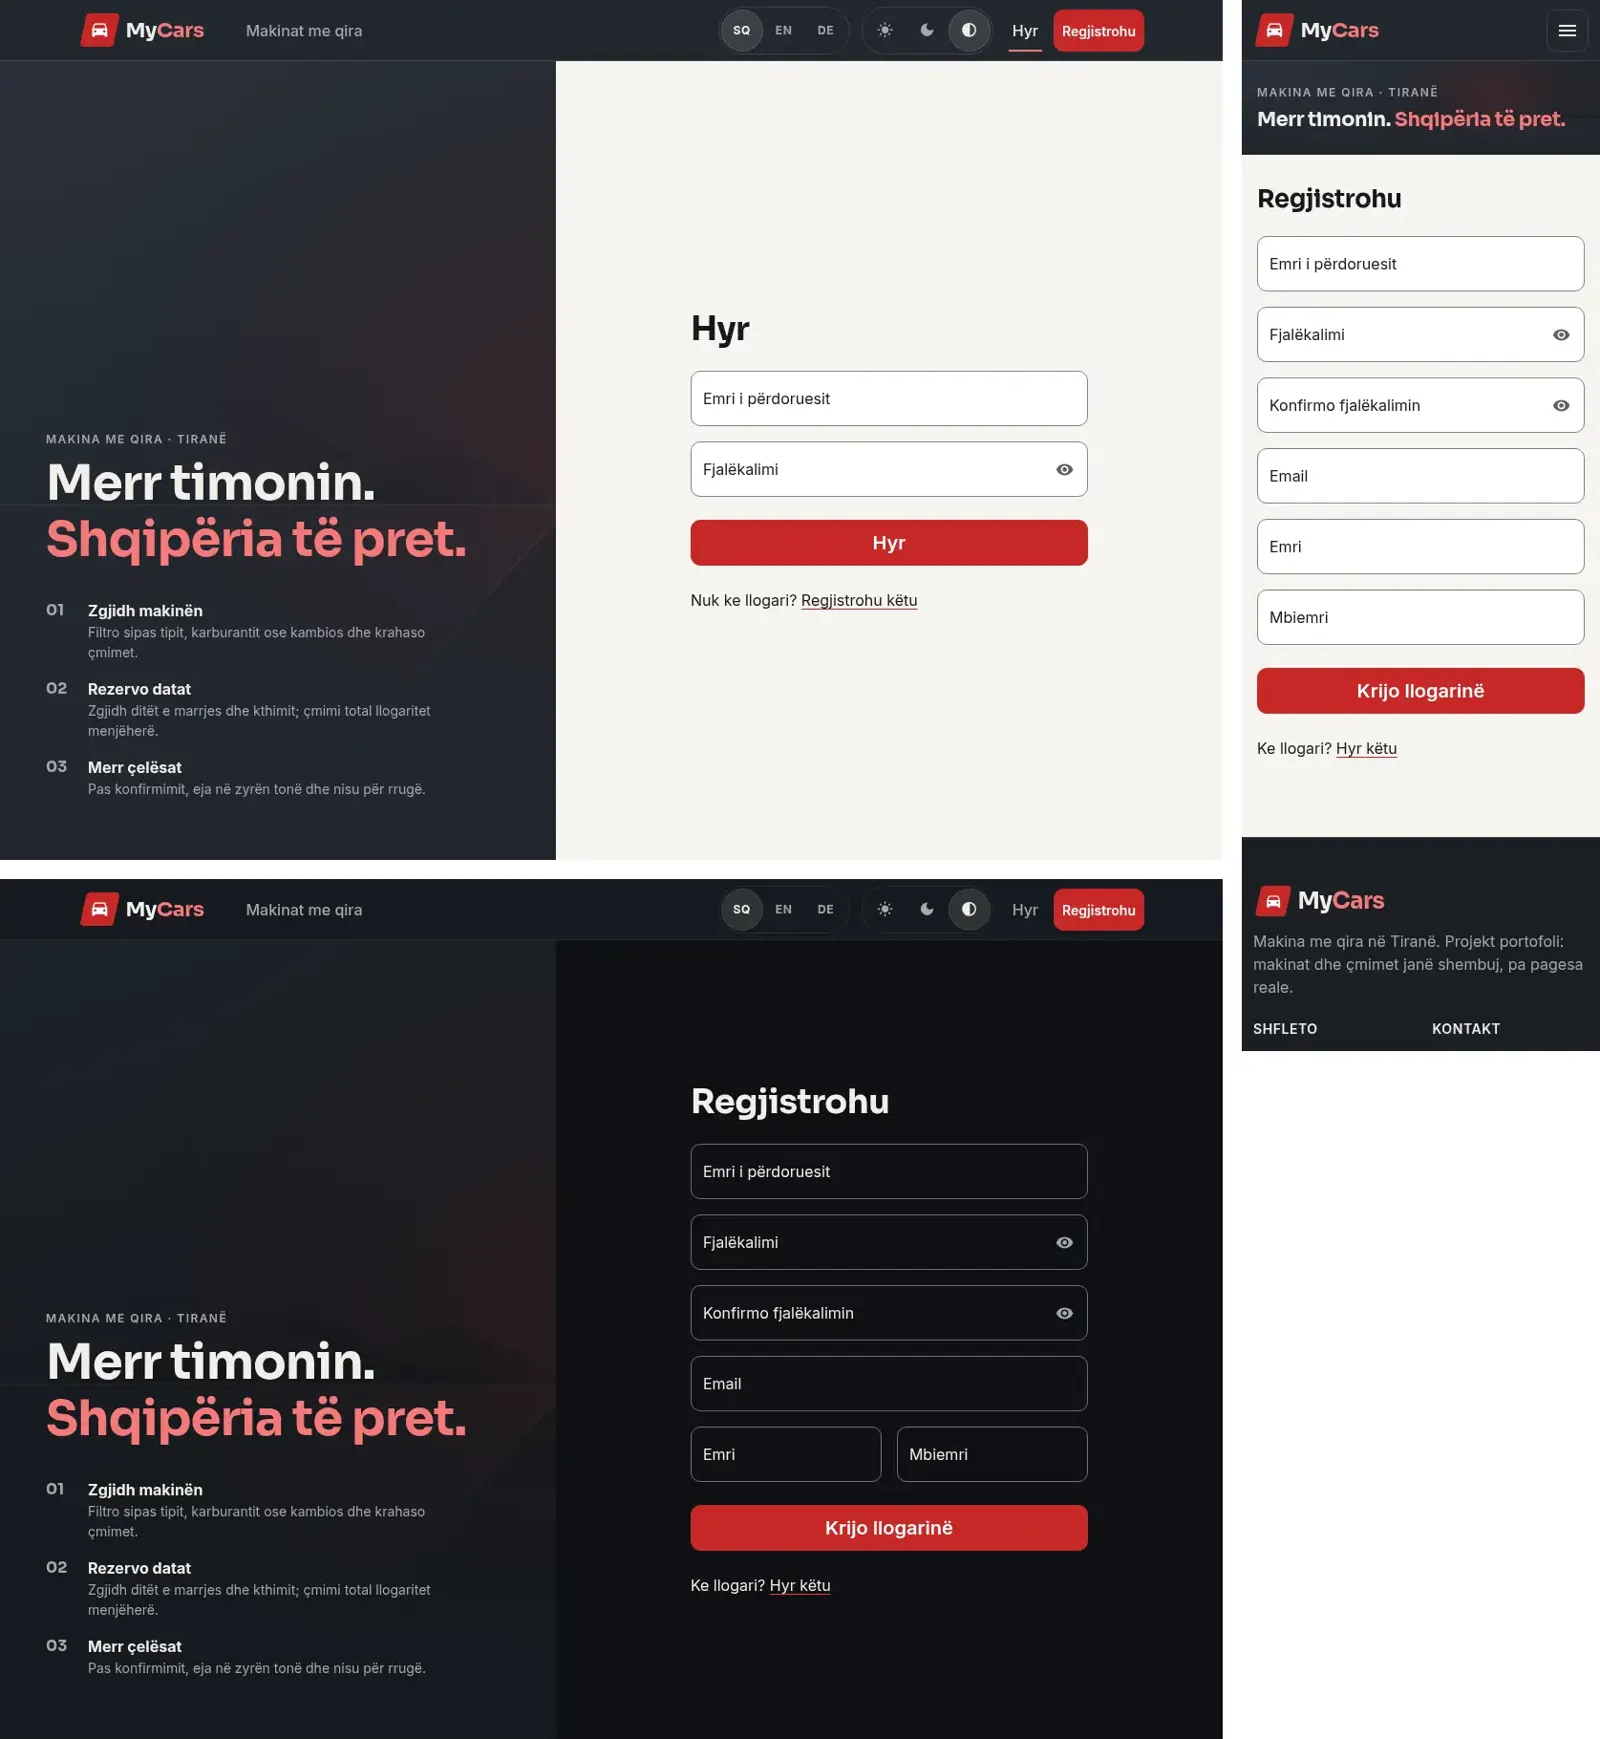 MyCars Makinat me qira SQ EN DE Hyr Regjistrohu
MAKINA ME QIRA · TIRANË
Merr timonin.
Shqipëria të pret.
01 Zgjidh makinën
Filtro sipas tipit, karburantit ose kambios dhe krahaso
çmimet.
02 Rezervo datat
Zgjidh ditët e marrjes dhe kthimit; çmimi total llogaritet
menjëherë.
03 Merr çelësat
Pas konfirmimit, eja në zyrën tonë dhe nisu për rrugë.
Hyr
Emri i përdoruesit
Fjalëkalimi
Hyr
Nuk ke llogari? Regjistrohu këtu
MyCars
MAKINA ME QIRA · TIRANË
Merr timonin. Shqipëria të pret.
Regjistrohu
Emri i përdoruesit
Fjalëkalimi
Konfirmo fjalëkalimin
Email
Emri
Mbiemri
Krijo llogarinë
Ke llogari? Hyr këtu
MyCars
Makina me qira në Tiranë. Projekt portofoli:
makinat dhe çmimet janë shembuj, pa pagesa
reale.
SHFLETO KONTAKT
MyCars Makinat me qira SQ EN DE Hyr Regjistrohu
MAKINA ME QIRA · TIRANË
Merr timonin.
Shqipëria të pret.
01 Zgjidh makinën
Filtro sipas tipit, karburantit ose kambios dhe krahaso
çmimet.
02 Rezervo datat
Zgjidh ditët e marrjes dhe kthimit; çmimi total llogaritet
menjëherë.
03 Merr çelësat
Pas konfirmimit, eja në zyrën tonë dhe nisu për rrugë.
Regjistrohu
Emri i përdoruesit
Fjalëkalimi
Konfirmo fjalëkalimin
Email
Emri Mbiemri
Krijo llogarinë
Ke llogari? Hyr këtu